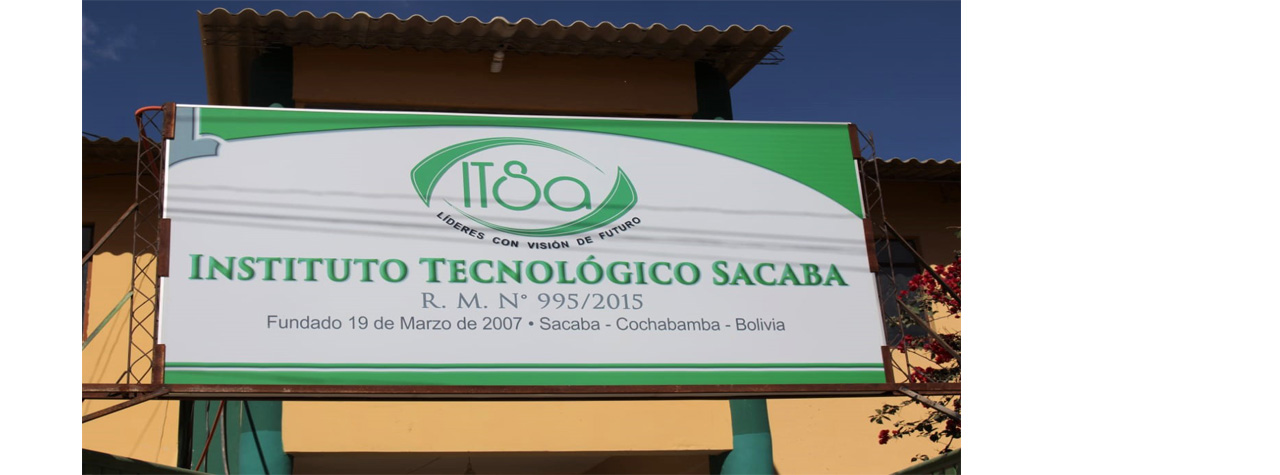 ITSa
LÍDERES CON VISIÓN DE FUTURO
INSTITUTO TECNOLÓGICO SACABA
R. M. N° 995/2015
Fundado 19 de Marzo de 2007 • Sacaba - Cochabamba - Bolivia